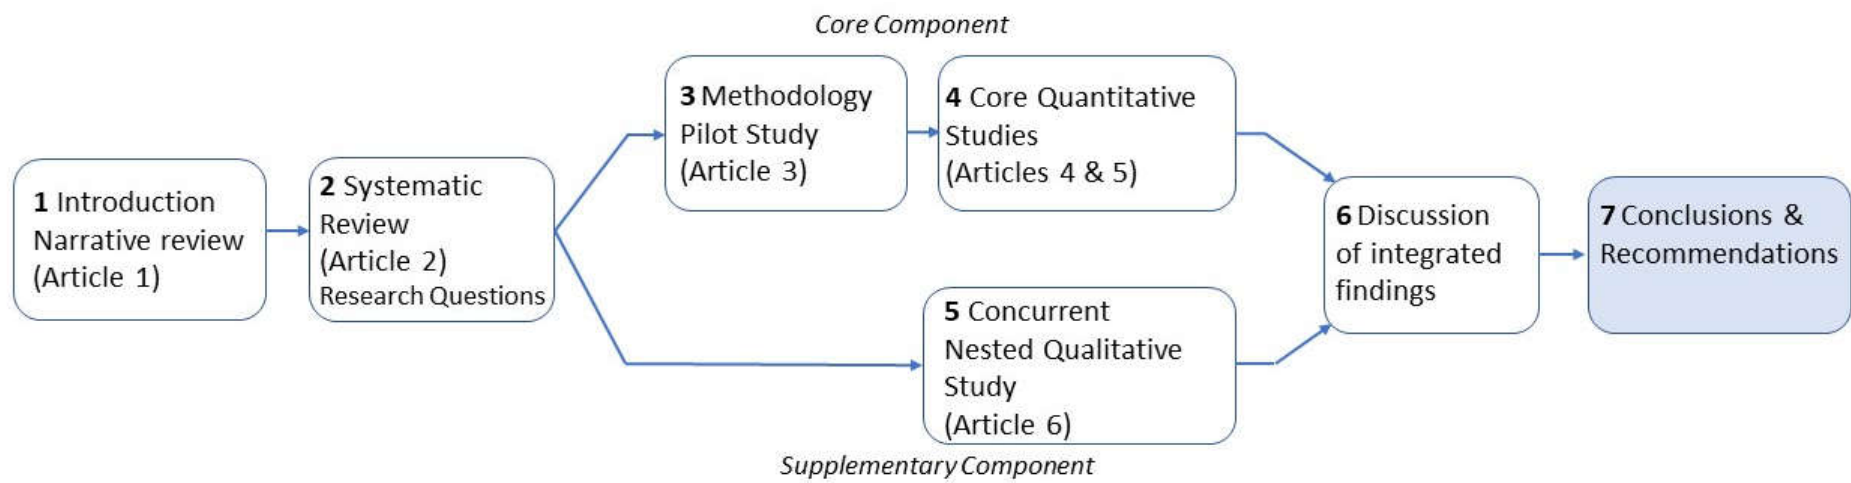 Core Component
1 Introduction
Narrative review
(Article 1)
2 Systematic
Review
(Article 2)
Research Questions
3 Methodology
Pilot Study
(Article 3)
4 Core Quantitative
Studies
(Articles 4 & 5)
5 Concurrent
Nested Qualitative
Study
(Article 6)
6 Discussion
of integrated
findings
7 Conclusions &
Recommendations
Supplementary Component